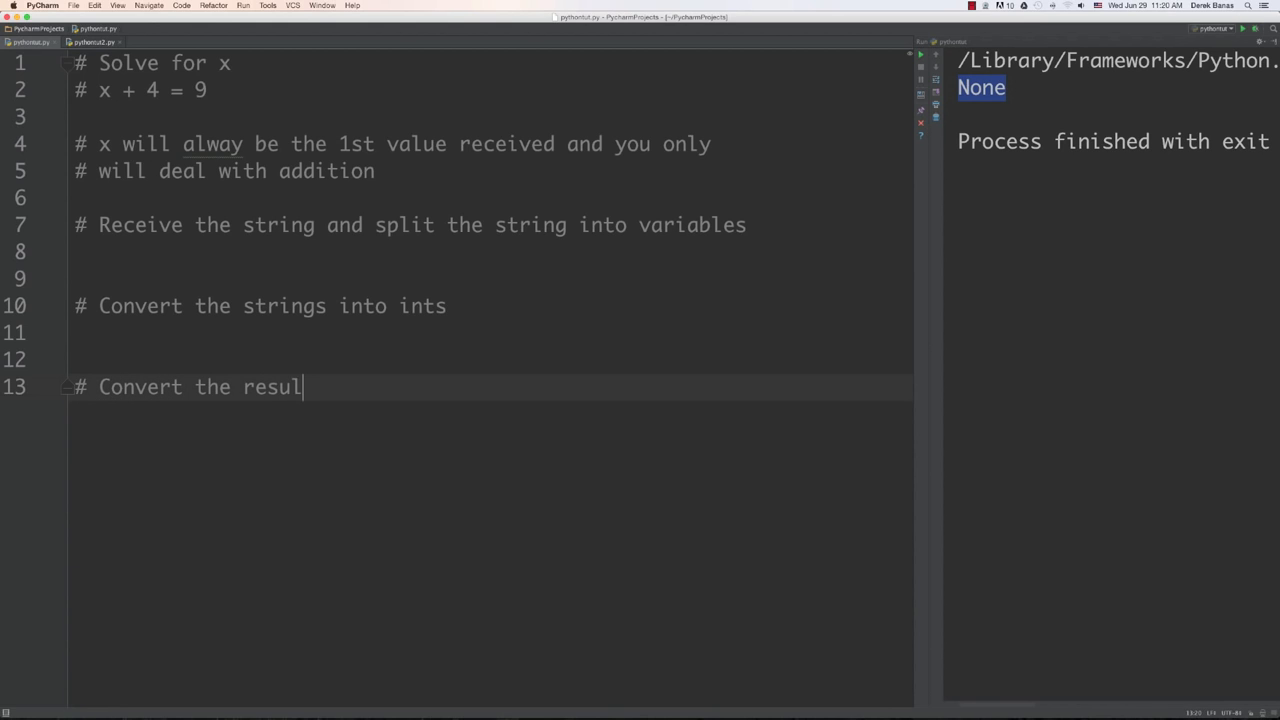 PyCharm File Edit View Navigate Code Refactor Run Tools VCS Window Help 10 Wed Jun 29 11:20 AM Derek Banas
pythontut.py - PycharmProjects - [~/PycharmProjects]
PycharmProjects pythontut.py pythontut
pythontut.py pythontut2.py Run pythontut
1 # Solve for x
2 # x + 4 = 9
3
4 # x will alway be the 1st value received and you only
5 # will deal with addition
6
7 # Receive the string and split the string into variables
8
9
10 # Convert the strings into ints
11
12
13 # Convert the resul
/Library/Frameworks/Python.
None
Process finished with exit
13:20 LF≠ UTF-8≠